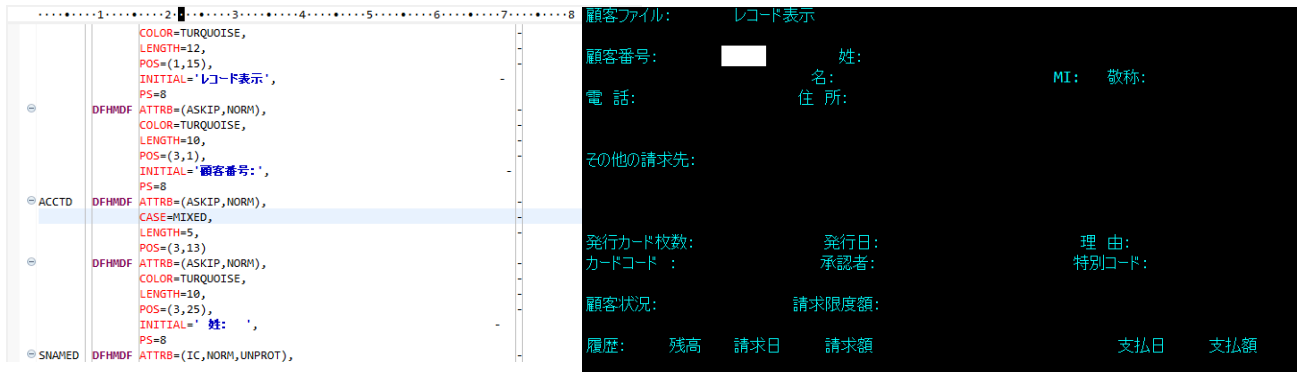 ····•····1····•····2····•····3····•····4····•····5····•····6····•····7····•····8
COLOR=TURQUOISE, -
LENGTH=12, -
POS=(1,15), -
INITIAL='レコード表示', -
PS=8
DFHMDF ATTRB=(ASKIP,NORM), -
COLOR=TURQUOISE, -
LENGTH=10, -
POS=(3,1), -
INITIAL='顧客番号:', -
PS=8
ACCTD DFHMDF ATTRB=(ASKIP,NORM), -
CASE=MIXED, -
LENGTH=5, -
POS=(3,13)
DFHMDF ATTRB=(ASKIP,NORM), -
COLOR=TURQUOISE, -
LENGTH=10, -
POS=(3,25), -
INITIAL=' 姓: ', -
PS=8
SNAMED DFHMDF ATTRB=(IC,NORM,UNPROT), -
顧客ファイル: レコード表示
顧客番号: 姓:
名: MI: 敬称:
電 話: 住 所:
その他の請求先:
発行カード枚数: 発行日: 理 由:
カードコード : 承認者: 特別コード:
顧客状況: 請求限度額:
履歴: 残高 請求日 請求額 支払日 支払額